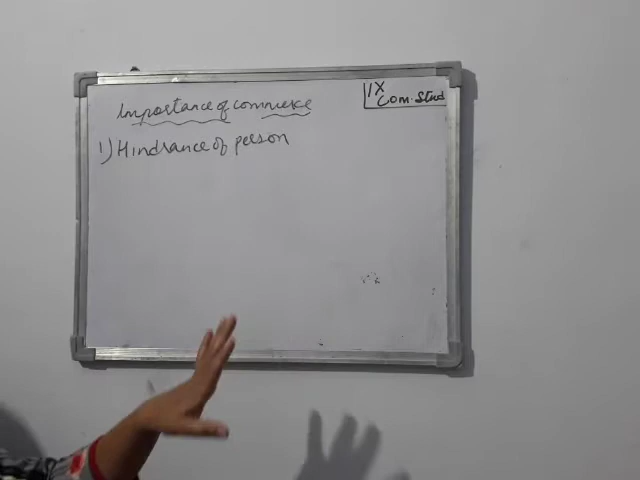 Importance of commerce
IX
Com. Stud
1) Hindrance of person